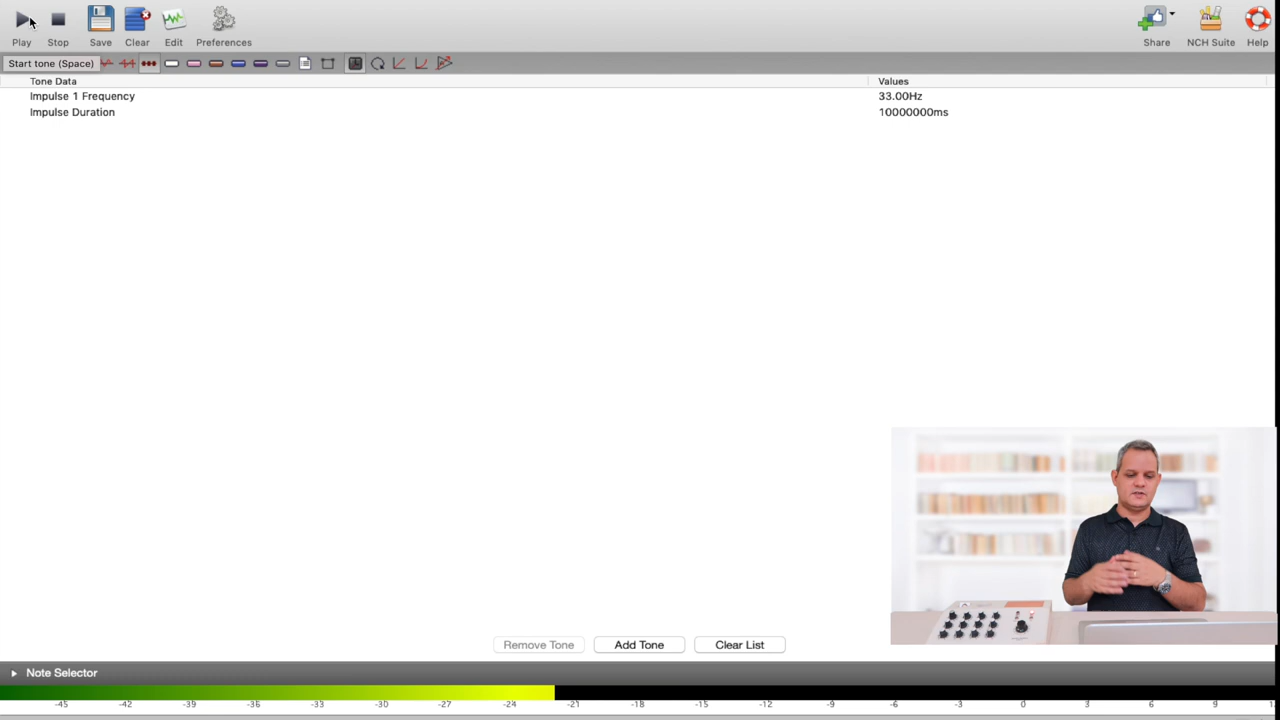 Play Stop Save Clear Edit Preferences Share NCH Suite Help
Start tone (Space)
Tone Data Values
Impulse 1 Frequency 33.00Hz
Impulse Duration 10000000ms
Remove Tone Add Tone Clear List
Note Selector
-45 -42 -39 -36 -33 -30 -27 -24 -21 -18 -15 -12 -9 -6 -3 0 3 6 9